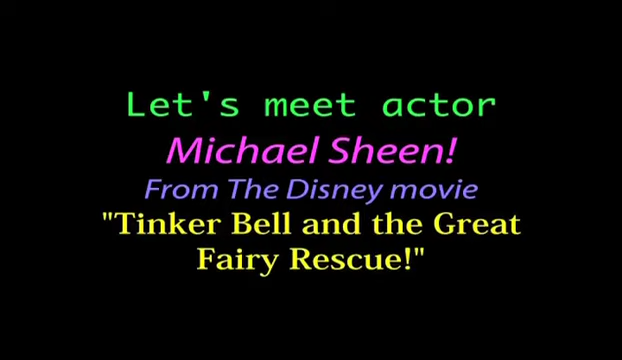 Let's meet actor
Michael Sheen!
From The Disney movie
"Tinker Bell and the Great
Fairy Rescue!"